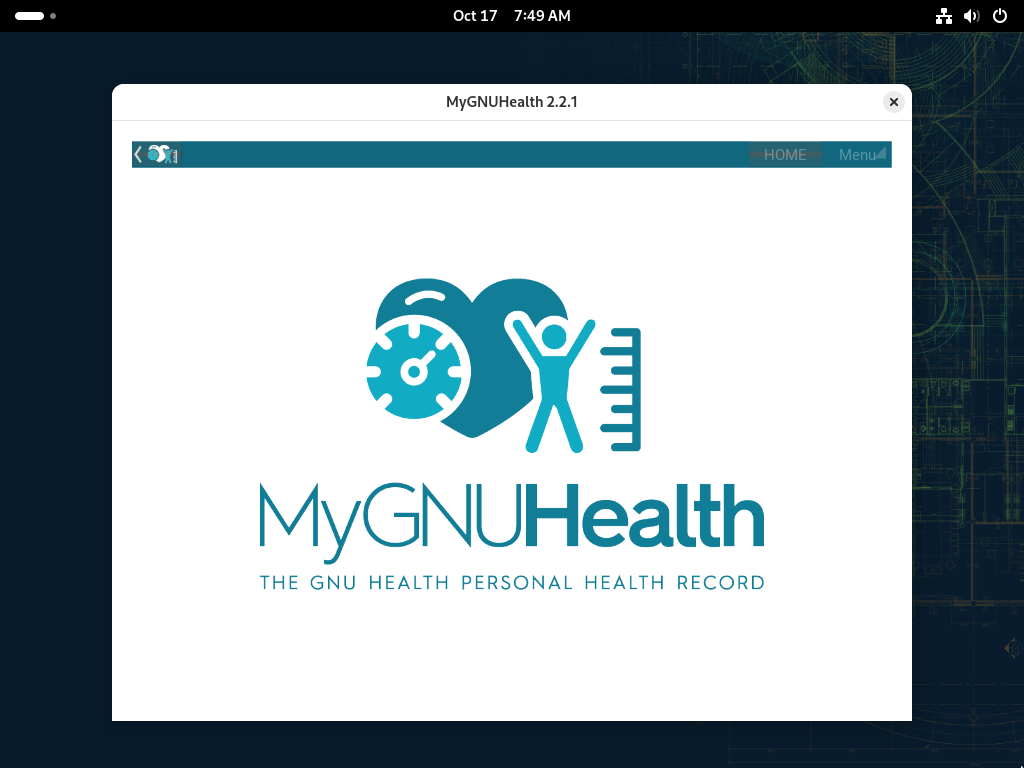 Oct 17 7:49 AM
MyGNUHealth 2.2.1
HOME Menu
MyGNUHealth
THE GNU HEALTH PERSONAL HEALTH RECORD